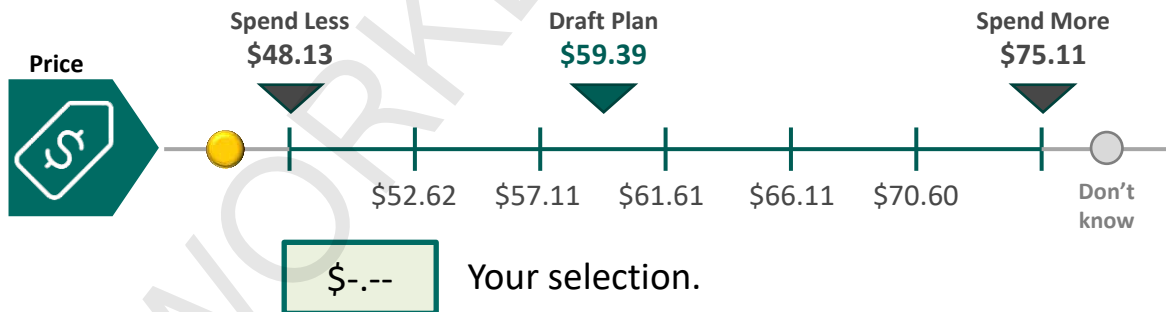 Spend Less
$48.13
Draft Plan
$59.39
Spend More
$75.11
Price
$
$52.62
$57.11
$61.61
$66.11
$70.60
Don't
know
$-.--
Your selection.
WORK